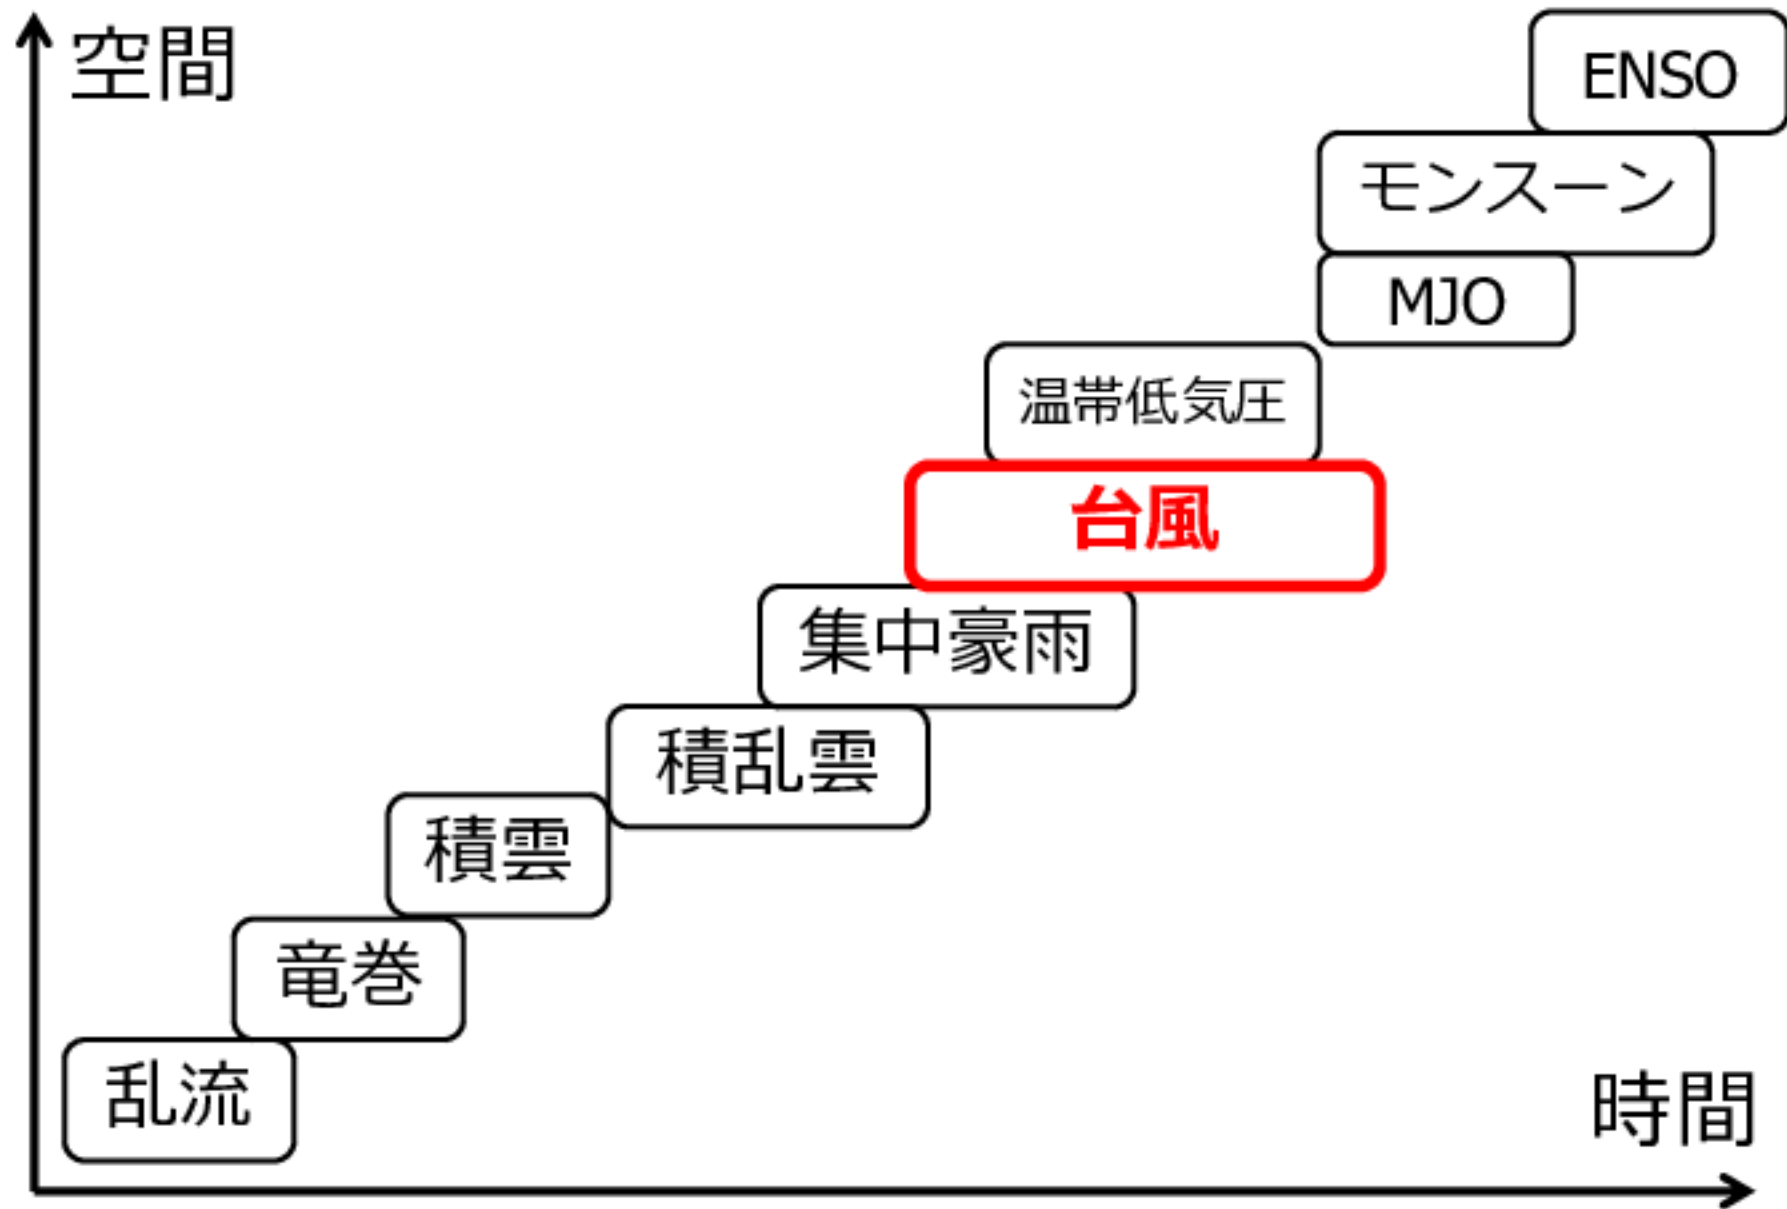 空間
ENSO
モンスーン
MJO
温帯低気圧
台風
集中豪雨
積乱雲
積雲
竜巻
乱流
時間